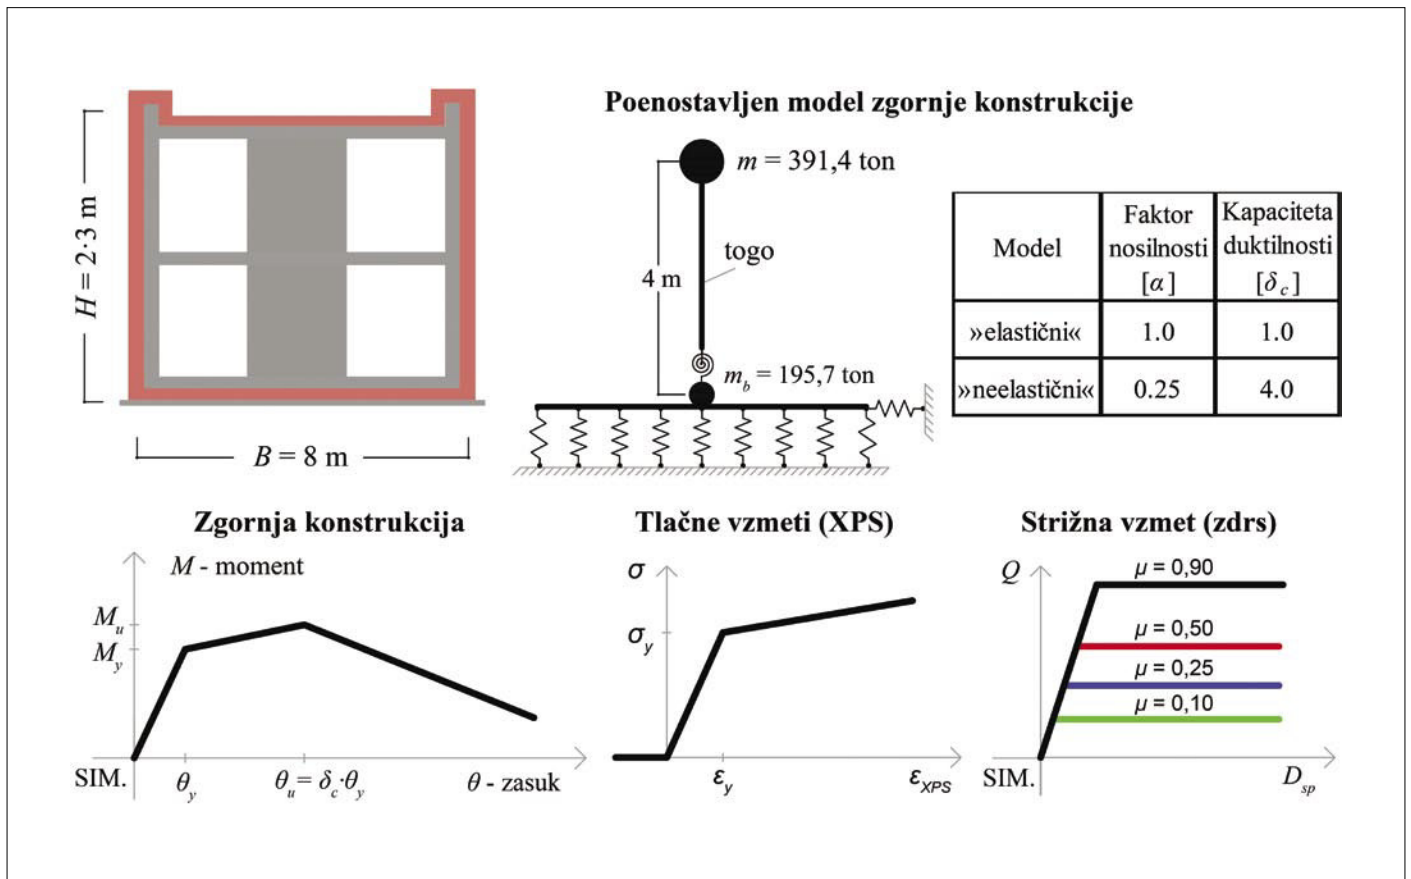 H = 2·3 m
B = 8 m
Poenostavljen model zgornje konstrukcije
m = 391,4 ton
togo
4 m
m_b = 195,7 ton
Model
Faktor
nosilnosti
[α]
Kapaciteta
duktilnosti
[δ_c]
»elastični« 1.0 1.0
»neelastični« 0.25 4.0
Zgornja konstrukcija
M - moment
M_u
M_y
SIM.
θ_y
θ_u = δ_c·θ_y
θ - zasuk
Tlačne vzmeti (XPS)
σ
σ_y
ε_y
ε_XPS
Strižna vzmet (zdrs)
Q
μ = 0,90
μ = 0,50
μ = 0,25
μ = 0,10
SIM.
D_sp